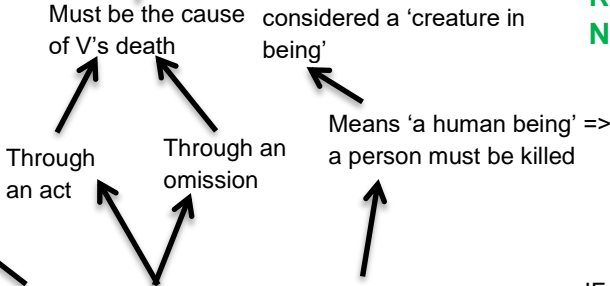 Must be the cause
of V's death
considered a 'creature in
being'
N
Through
an act
Through an
omission
Means 'a human being' =>
a person must be killed